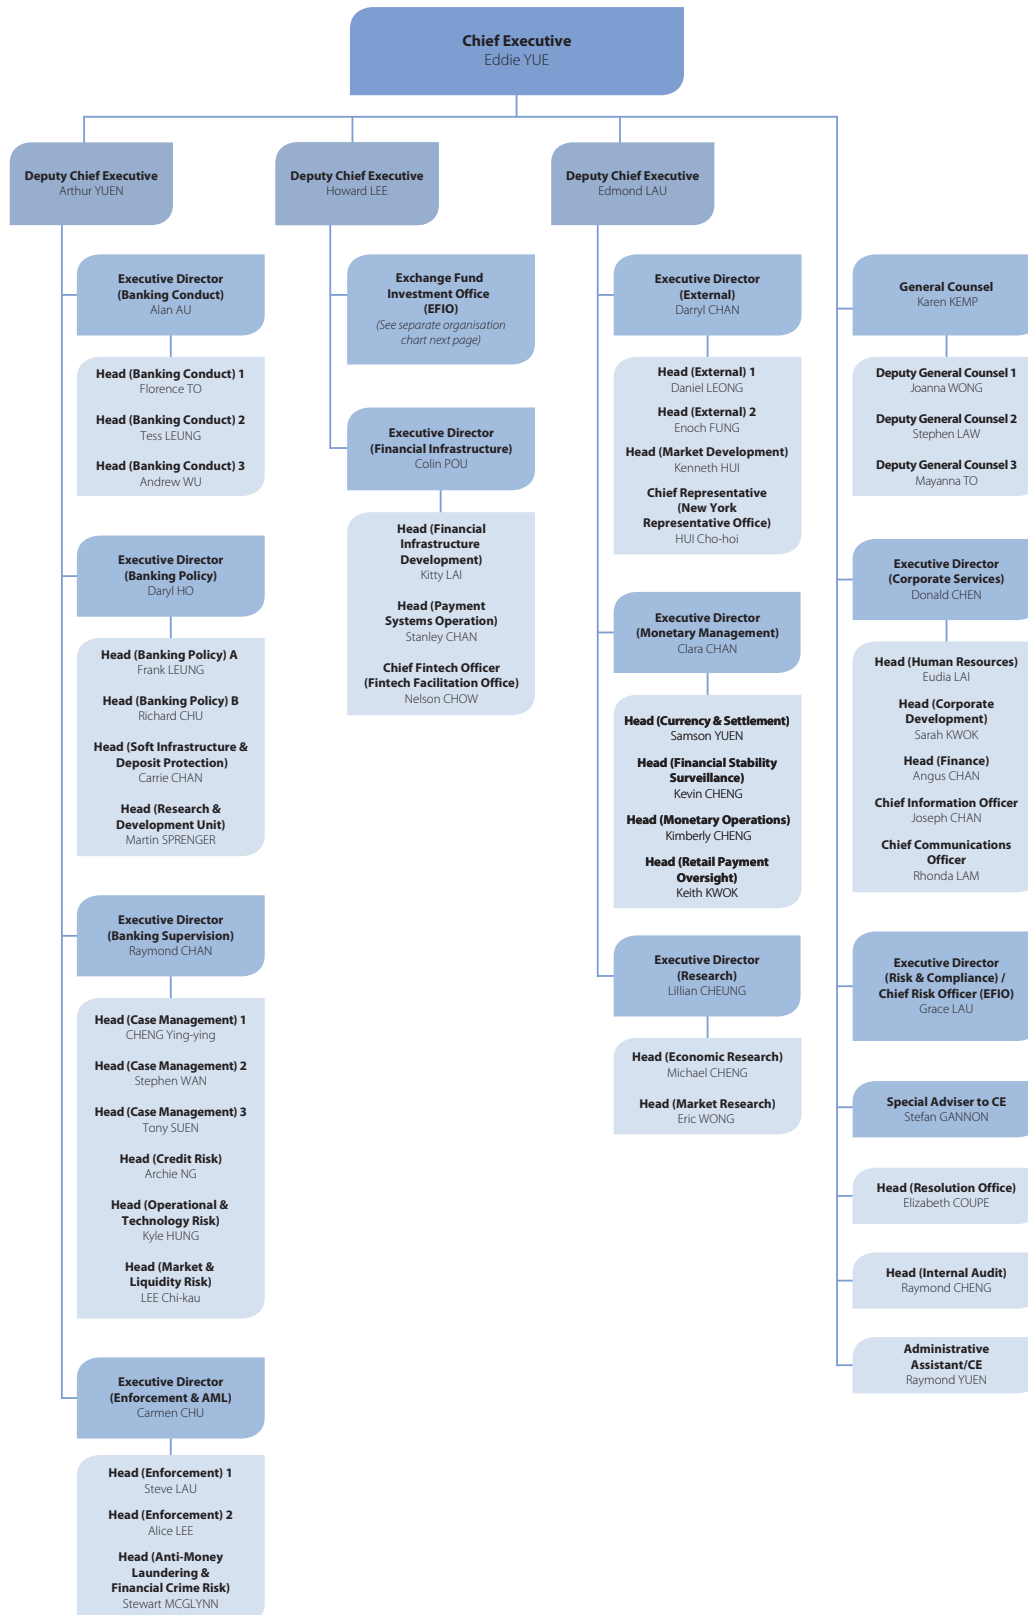 Chief Executive
Eddie YUE
Deputy Chief Executive
Arthur YUEN
Executive Director
(Banking Conduct)
Alan AU
Head (Banking Conduct) 1
Florence TO
Head (Banking Conduct) 2
Tess LEUNG
Head (Banking Conduct) 3
Andrew WU
Executive Director
(Banking Policy)
Daryl HO
Head (Banking Policy) A
Frank LEUNG
Head (Banking Policy) B
Richard CHU
Head (Soft Infrastructure &
Deposit Protection)
Carrie CHAN
Head (Research &
Development Unit)
Martin SPRENGER
Executive Director
(Banking Supervision)
Raymond CHAN
Head (Case Management) 1
CHENG Ying-ying
Head (Case Management) 2
Stephen WAN
Head (Case Management) 3
Tony SUEN
Head (Credit Risk)
Archie NG
Head (Operational &
Technology Risk)
Kyle HUNG
Head (Market &
Liquidity Risk)
LEE Chi-kau
Executive Director
(Enforcement & AML)
Carmen CHU
Head (Enforcement) 1
Steve LAU
Head (Enforcement) 2
Alice LEE
Head (Anti-Money
Laundering &
Financial Crime Risk)
Stewart MCGLYNN
Deputy Chief Executive
Howard LEE
Exchange Fund
Investment Office
(EFIO)
(See separate organisation
chart next page)
Executive Director
(Financial Infrastructure)
Colin POU
Head (Financial
Infrastructure
Development)
Kitty LAI
Head (Payment
Systems Operation)
Stanley CHAN
Chief Fintech Officer
(Fintech Facilitation Office)
Nelson CHOW
Deputy Chief Executive
Edmond LAU
Executive Director
(External)
Darryl CHAN
Head (External) 1
Daniel LEONG
Head (External) 2
Enoch FUNG
Head (Market Development)
Kenneth HUI
Chief Representative
(New York
Representative Office)
HUI Cho-hoi
Executive Director
(Monetary Management)
Clara CHAN
Head (Currency & Settlement)
Samson YUEN
Head (Financial Stability
Surveillance)
Kevin CHENG
Head (Monetary Operations)
Kimberly CHENG
Head (Retail Payment
Oversight)
Keith KWOK
Executive Director
(Research)
Lillian CHEUNG
Head (Economic Research)
Michael CHENG
Head (Market Research)
Eric WONG
General Counsel
Karen KEMP
Deputy General Counsel 1
Joanna WONG
Deputy General Counsel 2
Stephen LAW
Deputy General Counsel 3
Mayanna TO
Executive Director
(Corporate Services)
Donald CHEN
Head (Human Resources)
Eudia LAI
Head (Corporate
Development)
Sarah KWOK
Head (Finance)
Angus CHAN
Chief Information Officer
Joseph CHAN
Chief Communications
Officer
Rhonda LAM
Executive Director
(Risk & Compliance) /
Chief Risk Officer (EFIO)
Grace LAU
Special Adviser to CE
Stefan GANNON
Head (Resolution Office)
Elizabeth COUPE
Head (Internal Audit)
Raymond CHENG
Administrative
Assistant/CE
Raymond YUEN